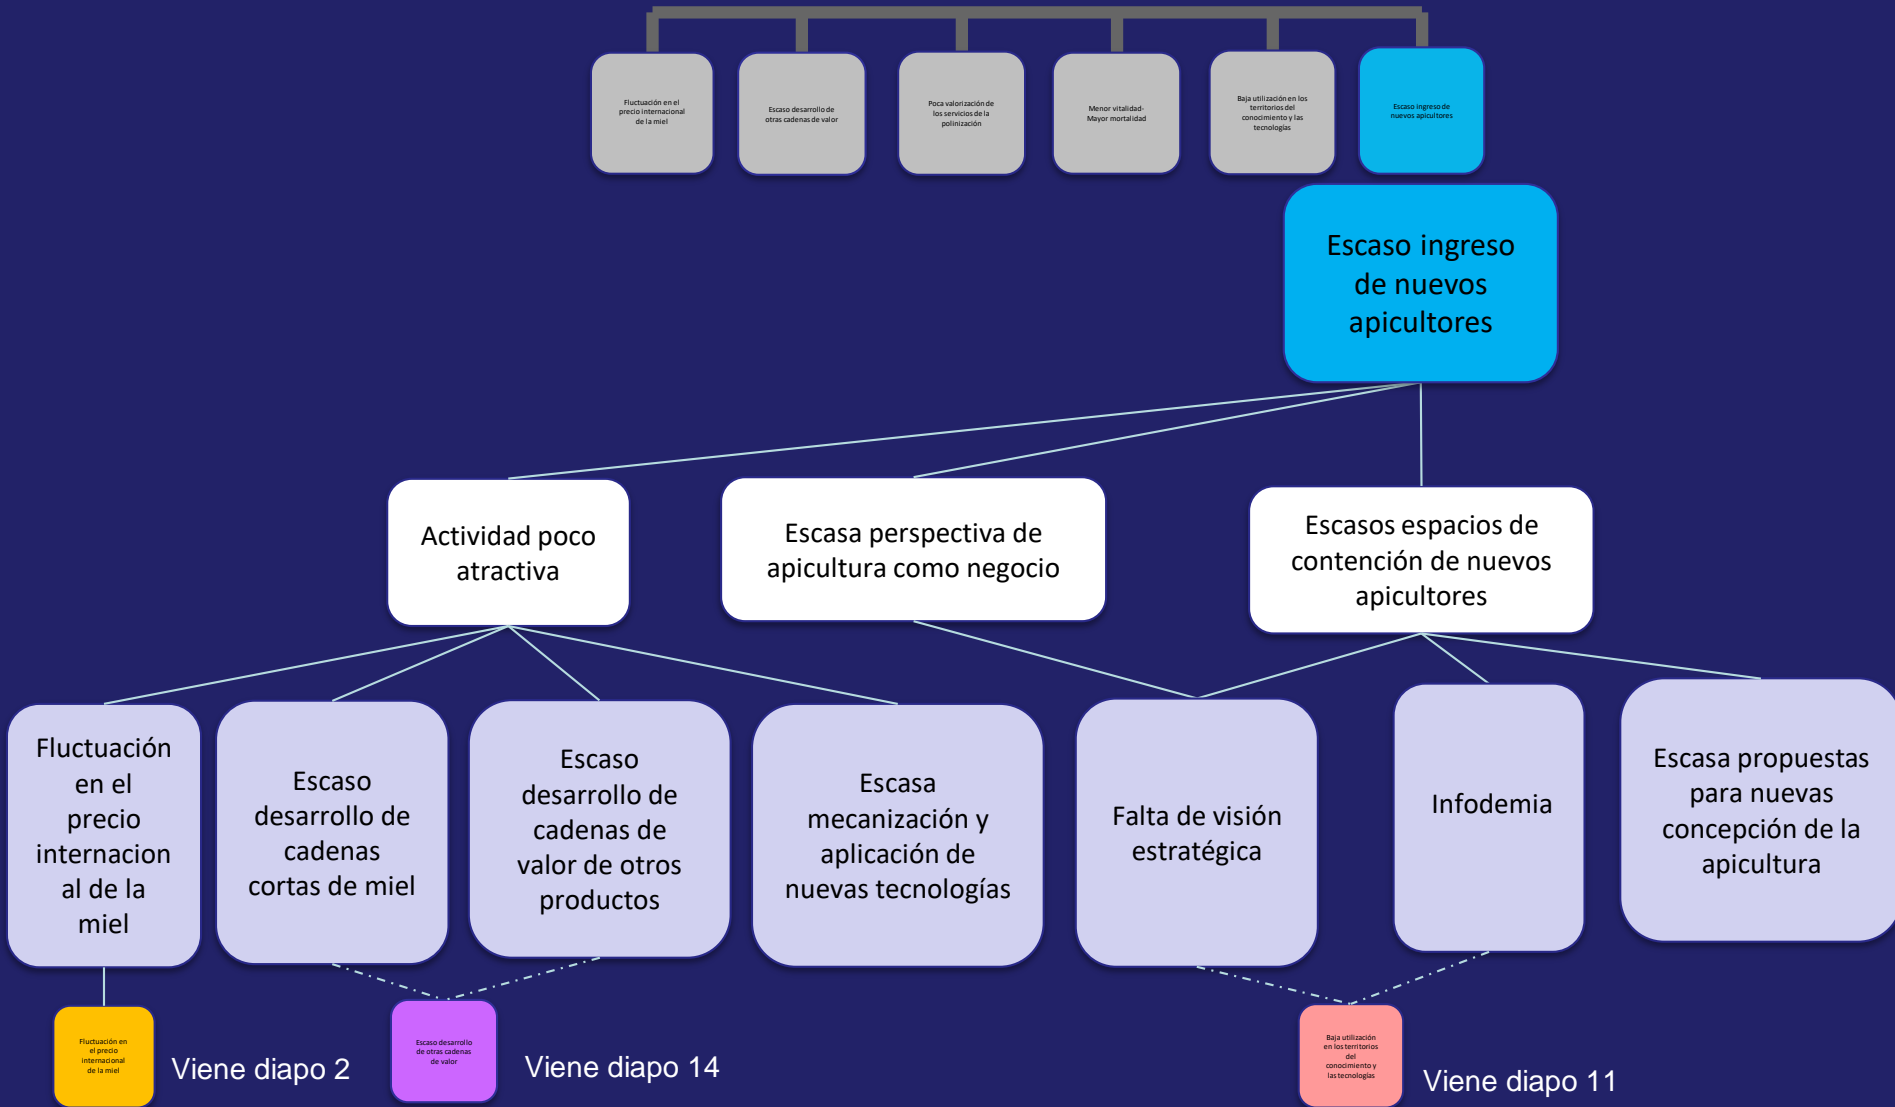 Fluctuación en el
precio internacional
de la miel
Escaso desarrollo de
otras cadenas de valor
Poca valorización de
los servicios de la
polinización
Menor vitalidad-
Mayor mortalidad
Baja utilización en los
territorios del
conocimiento y las
tecnologías
Escaso ingreso de
nuevos apicultores
Escaso ingreso
de nuevos
apicultores
Actividad poco
atractiva
Escasa perspectiva de
apicultura como negocio
Escasos espacios de
contención de nuevos
apicultores
Fluctuación
en el
precio
internacion
al de la
miel
Escaso
desarrollo de
cadenas
cortas de miel
Escaso
desarrollo de
cadenas de
valor de otros
productos
Escasa
mecanización y
aplicación de
nuevas tecnologías
Falta de visión
estratégica
Infodemia
Escasa propuestas
para nuevas
concepción de la
apicultura
Fluctuación en
el precio
internacional
de la miel
Viene diapo 2
Escaso desarrollo
de otras cadenas
de valor
Viene diapo 14
Baja utilización
en los territorios
del
conocimiento y
las tecnologías
Viene diapo 11